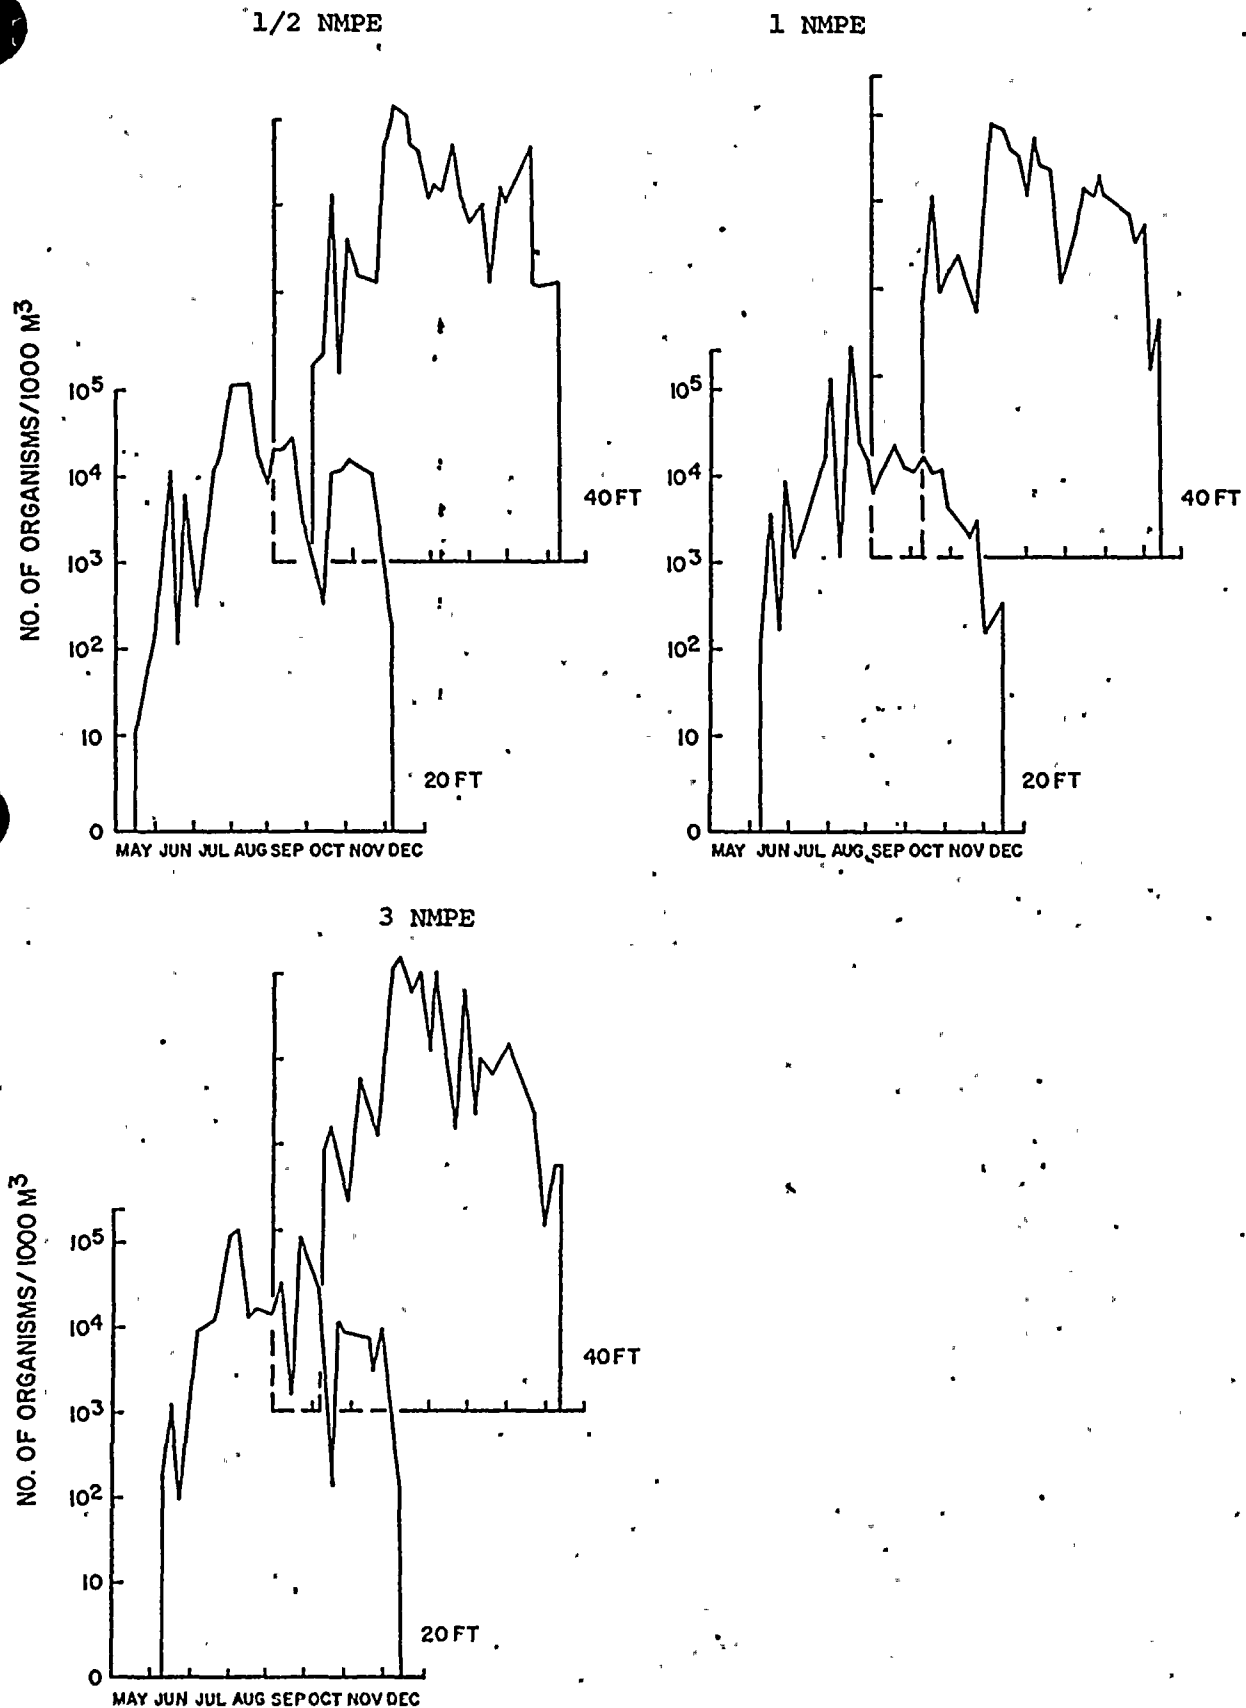 1/2 NMPE
1 NMPE
NO. OF ORGANISMS/1000 M³
10⁵
10⁴
10³
10²
10
0
40 FT
20 FT
MAY JUN JUL AUG SEP OCT NOV DEC
10⁵
10⁴
10³
10²
10
0
40 FT
20 FT
MAY JUN JUL AUG SEP OCT NOV DEC
3 NMPE
NO. OF ORGANISMS/1000 M³
10⁵
10⁴
10³
10²
10
0
40 FT
20 FT
MAY JUN JUL AUG SEP OCT NOV DEC